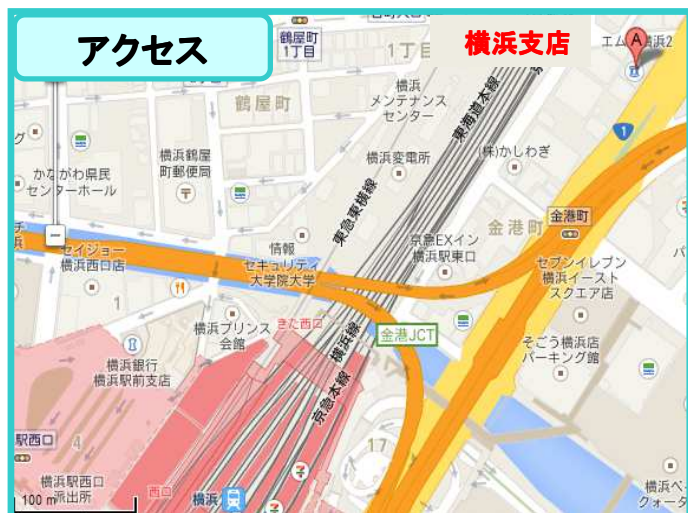 アクセス
横浜支店
鶴屋町
1丁目
1丁目
A
鶴屋町
横浜
メンテナンス
センター
東海道本線
1
横浜鶴屋
町郵便局
横浜変電所
(株)かしわぎ
かながわ県民
センターホール
東急東横線
金港町
金港町
京急EXイン
横浜駅東口
セイジョー
横浜西口店
情報
セキュリティ
大学院大学
セブンイレブン
横浜イースト
スクエア店
1
横浜プリンス
会館
きた西口
横浜線
金港JCT
そごう横浜店
パーキング館
横浜銀行
横浜駅前支店
京急本線
駅西口
4
17
横浜駅西口
派出所
西口
横浜
横浜ベ
クォータ
100 m